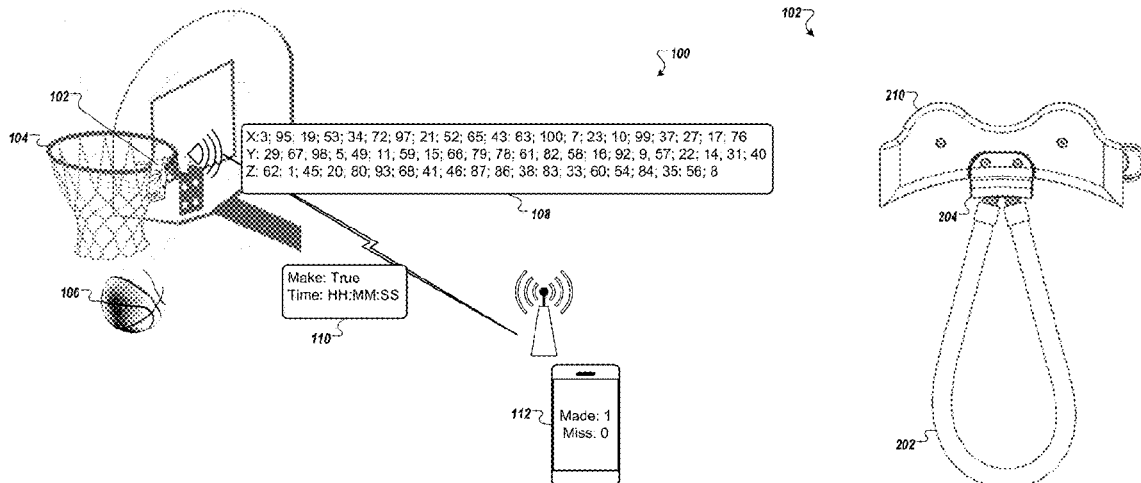 102
100
210
102
104
X:3; 95; 19; 53; 34; 72; 97; 21; 52; 65; 43; 63; 100; 7; 23; 10; 99; 37; 27; 17; 76
Y: 29; 67; 98; 5; 49; 11; 59; 15; 66; 79; 78; 61; 82; 58; 16; 92; 9; 57; 22; 14, 31; 40
Z: 62; 1; 45; 20; 80; 93; 68; 41; 46; 87; 86; 38; 83; 33; 60; 54; 84; 35; 56; 8
108
204
Make: True
Time: HH:MM:SS
106
110
112
Made: 1
Miss: 0
202